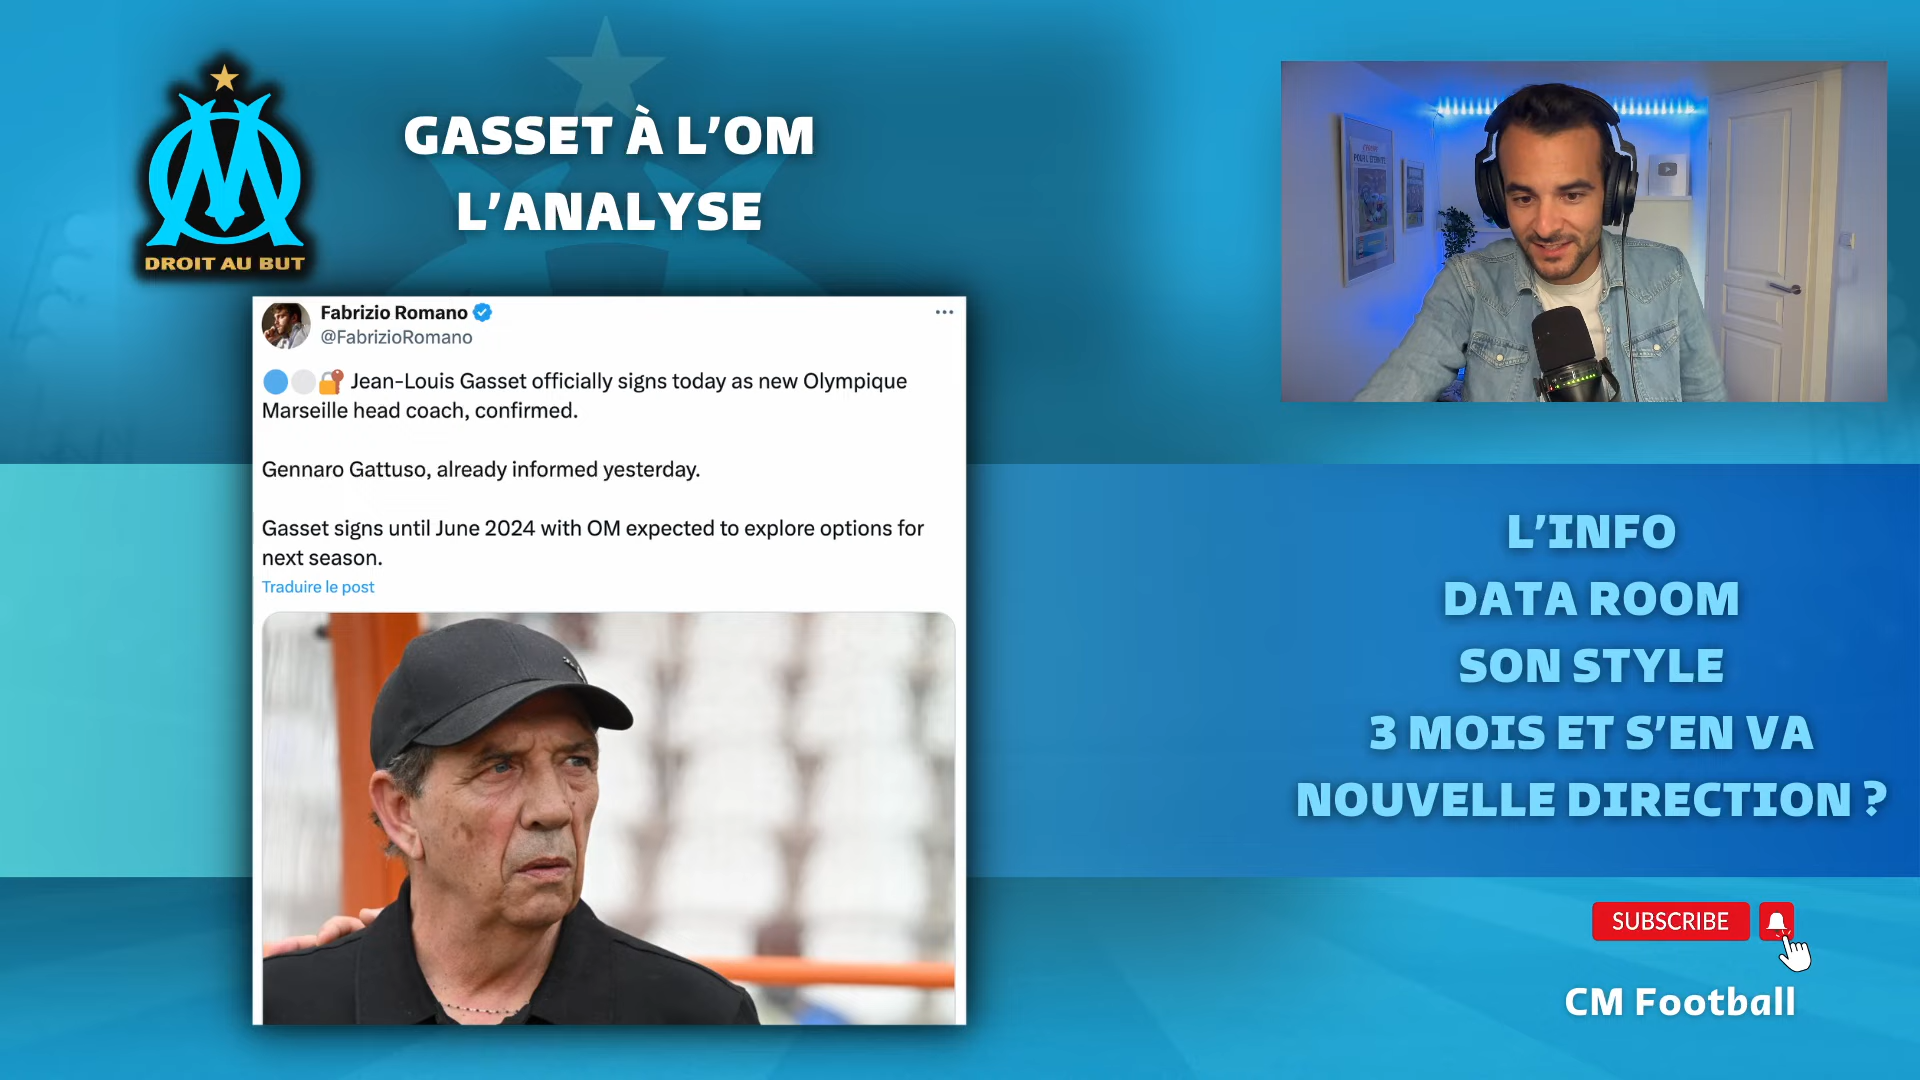 DROIT AU BUT
GASSET À L’OM
L’ANALYSE
Fabrizio Romano
@FabrizioRomano
Jean-Louis Gasset officially signs today as new Olympique
Marseille head coach, confirmed.
Gennaro Gattuso, already informed yesterday.
Gasset signs until June 2024 with OM expected to explore options for
next season.
Traduire le post
L’INFO
DATA ROOM
SON STYLE
3 MOIS ET S’EN VA
NOUVELLE DIRECTION ?
SUBSCRIBE
CM Football